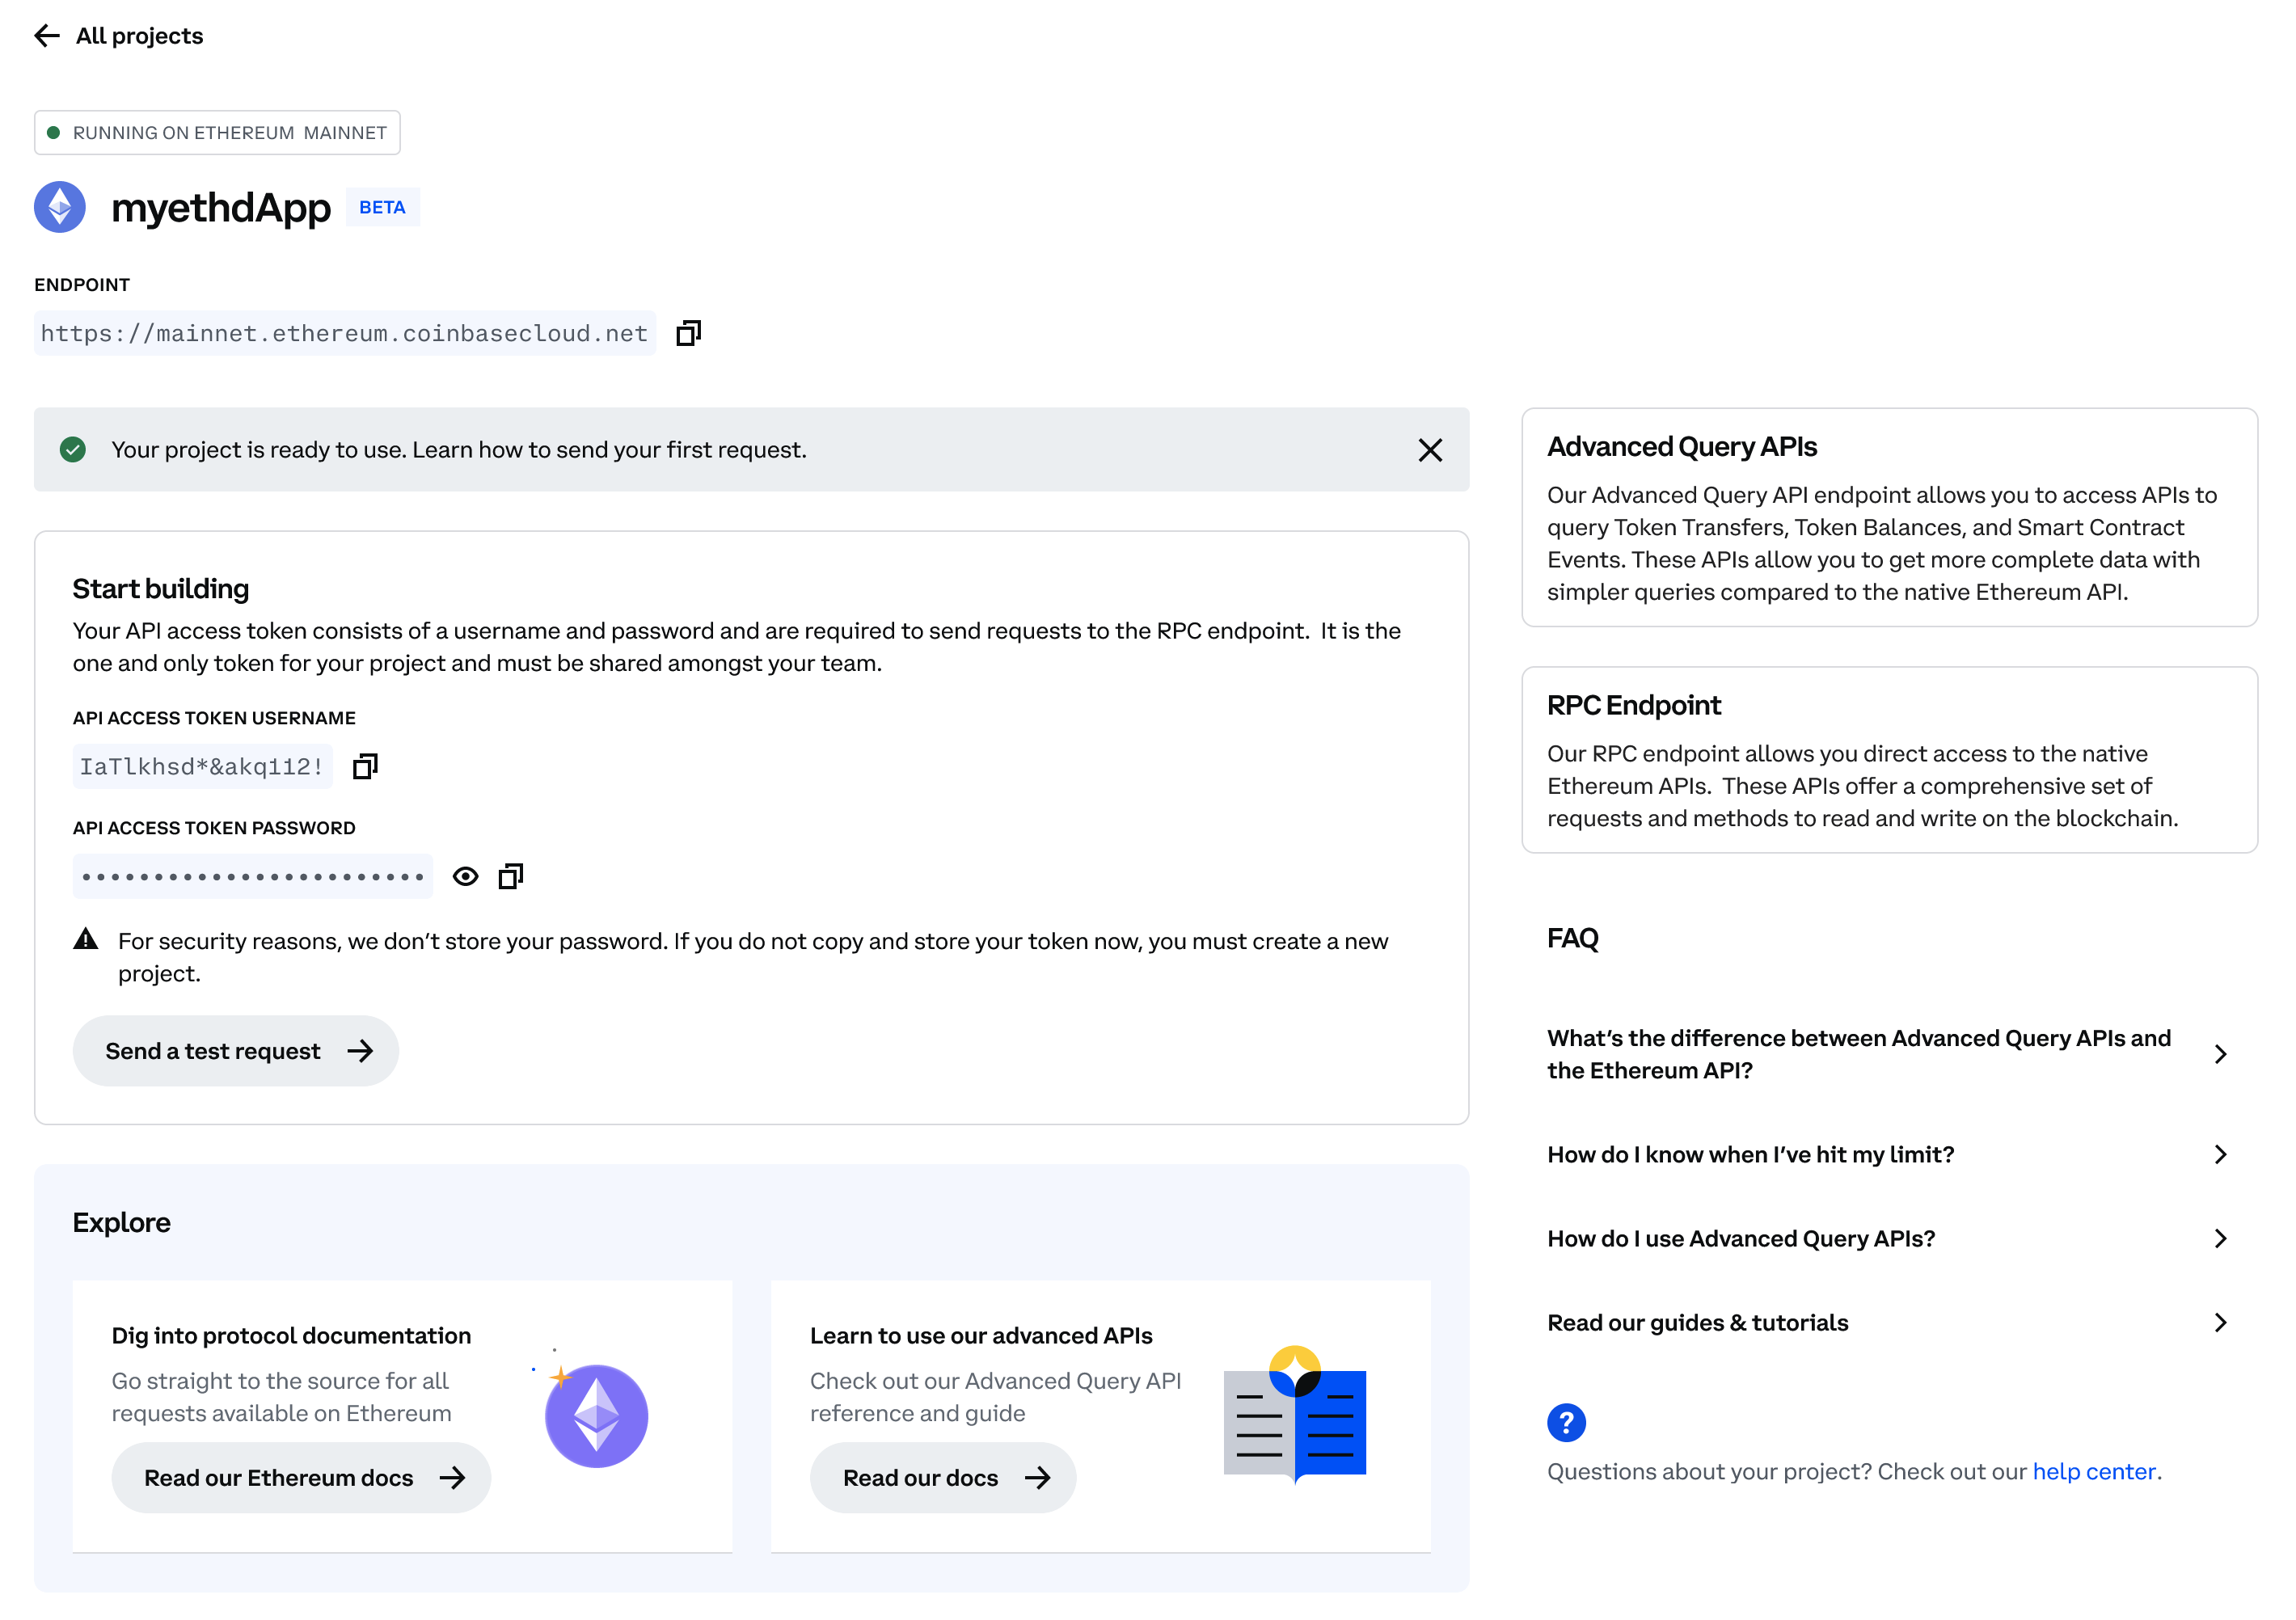 All projects
RUNNING ON ETHEREUM MAINNET
myethdApp BETA
ENDPOINT
https://mainnet.ethereum.coinbasecloud.net
Your project is ready to use. Learn how to send your first request.
Start building
Your API access token consists of a username and password and are required to send requests to the RPC endpoint. It is the
one and only token for your project and must be shared amongst your team.
API ACCESS TOKEN USERNAME
IaTlkhsd*&akq112!
API ACCESS TOKEN PASSWORD
••••••••••••••••••••••••
For security reasons, we don’t store your password. If you do not copy and store your token now, you must create a new
project.
Send a test request
Explore
Dig into protocol documentation
Go straight to the source for all
requests available on Ethereum
Read our Ethereum docs
Learn to use our advanced APIs
Check out our Advanced Query API
reference and guide
Read our docs
Advanced Query APIs
Our Advanced Query API endpoint allows you to access APIs to
query Token Transfers, Token Balances, and Smart Contract
Events. These APIs allow you to get more complete data with
simpler queries compared to the native Ethereum API.
RPC Endpoint
Our RPC endpoint allows you direct access to the native
Ethereum APIs. These APIs offer a comprehensive set of
requests and methods to read and write on the blockchain.
FAQ
What’s the difference between Advanced Query APIs and
the Ethereum API?
How do I know when I’ve hit my limit?
How do I use Advanced Query APIs?
Read our guides & tutorials
?
Questions about your project? Check out our help center.